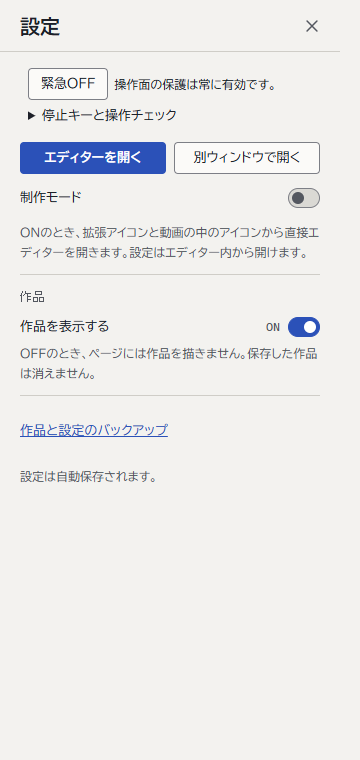 設定
緊急OFF
操作面の保護は常に有効です。
▶ 停止キーと操作チェック
エディターを開く
別ウィンドウで開く
制作モード
ONのとき、拡張アイコンと動画の中のアイコンから直接エ
ディターを開きます。設定はエディター内から開けます。
作品
作品を表示する
ON
OFFのとき、ページには作品を描きません。保存した作品
は消えません。
作品と設定のバックアップ
設定は自動保存されます。